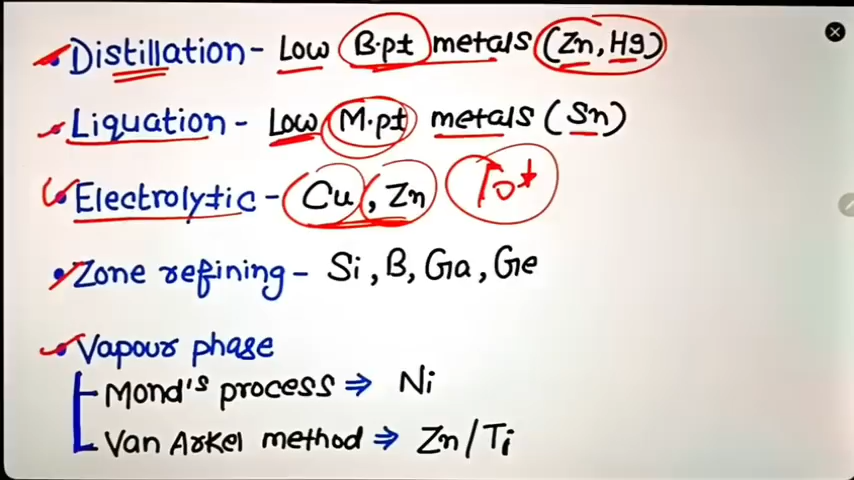 Distillation - Low B.pt metals (Zn, Hg)
Liquation - Low M.pt metals (Sn)
Electrolytic - Cu, Zn
Zone refining - Si, B, Ga, Ge
Vapour phase
Mond's process ⇒ Ni
Van Arkel method ⇒ Zn/Ti